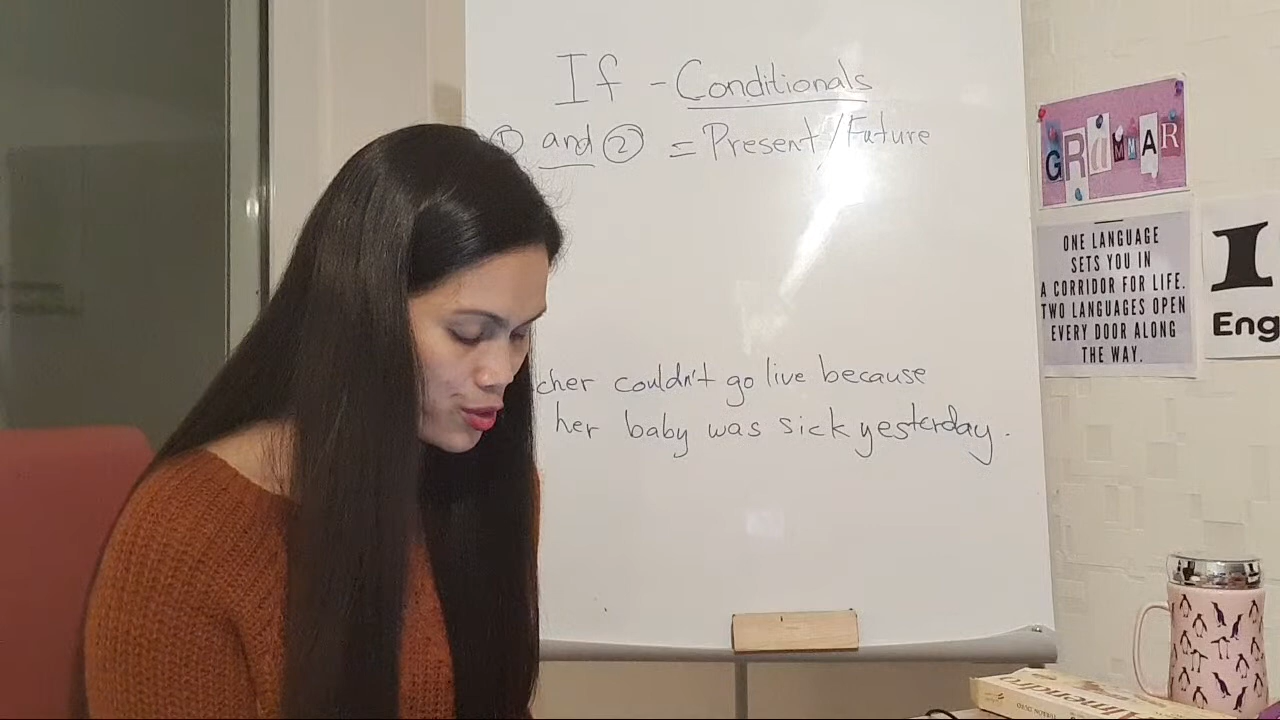 If - Conditionals
① and ② = Present/Future
cher couldn't go live because
her baby was sick yesterday.
GRAMMAR
ONE LANGUAGE
SETS YOU IN
A CORRIDOR FOR LIFE.
TWO LANGUAGES OPEN
EVERY DOOR ALONG
THE WAY.
I
Eng